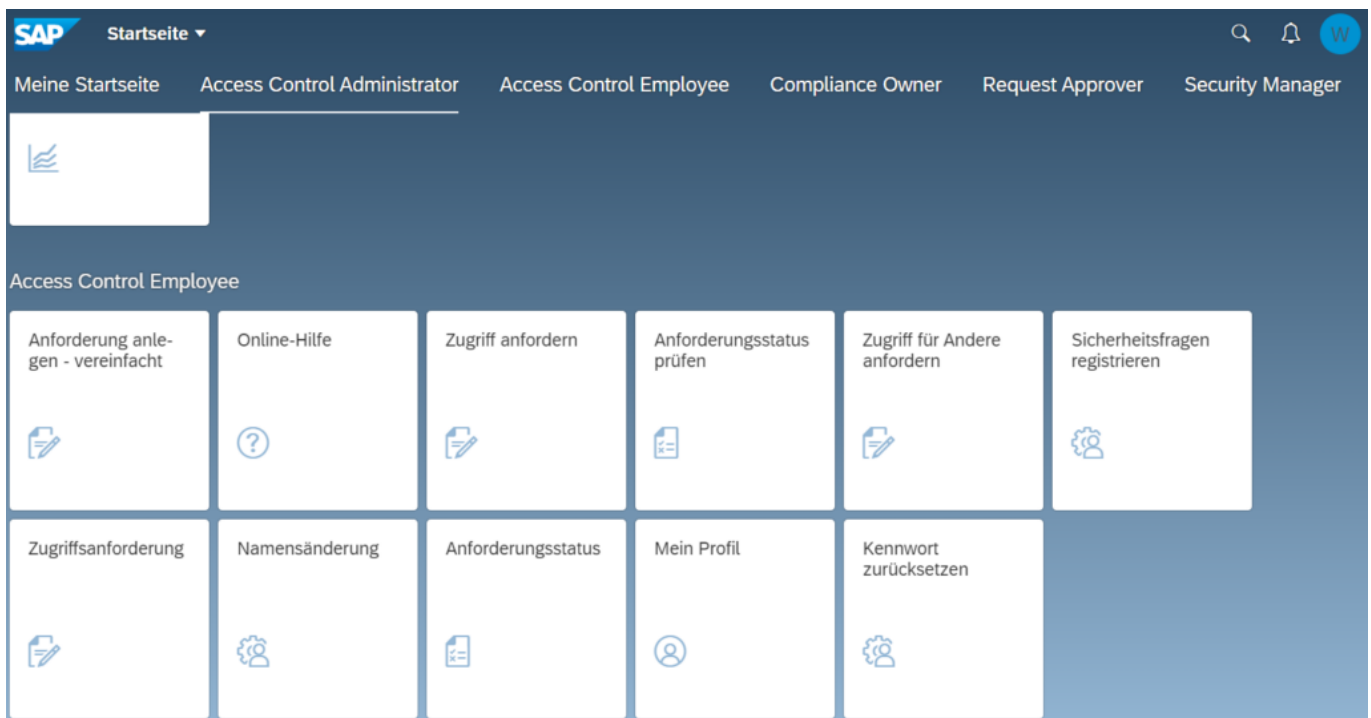 SAP Startseite W
Meine Startseite Access Control Administrator Access Control Employee Compliance Owner Request Approver Security Manager
Access Control Employee
Anforderung anle-
gen - vereinfacht
Online-Hilfe
Zugriff anfordern
Anforderungsstatus
prüfen
Zugriff für Andere
anfordern
Sicherheitsfragen
registrieren
Zugriffsanforderung
Namensänderung
Anforderungsstatus
Mein Profil
Kennwort
zurücksetzen